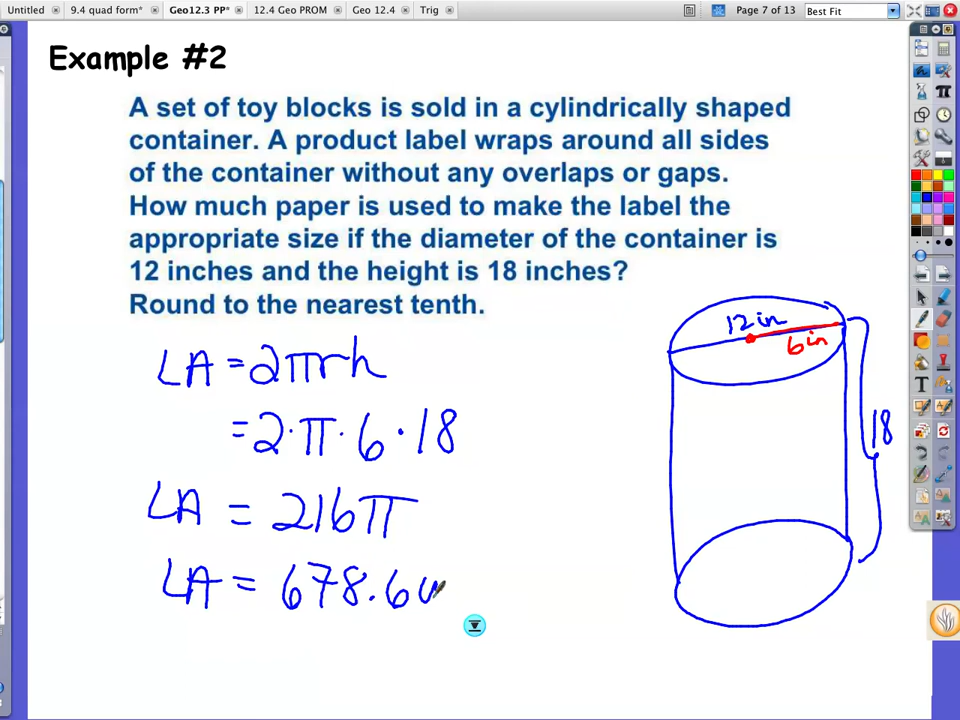 Untitled 9.4 quad form* Geo12.3 PP* 12.4 Geo PROM Geo 12.4 Trig Page 7 of 13 Best Fit
Example #2
A set of toy blocks is sold in a cylindrically shaped
container. A product label wraps around all sides
of the container without any overlaps or gaps.
How much paper is used to make the label the
appropriate size if the diameter of the container is
12 inches and the height is 18 inches?
Round to the nearest tenth.
12 in
6 in
LA = 2πrh
= 2·π·6·18
18
LA = 216π
LA = 678.6